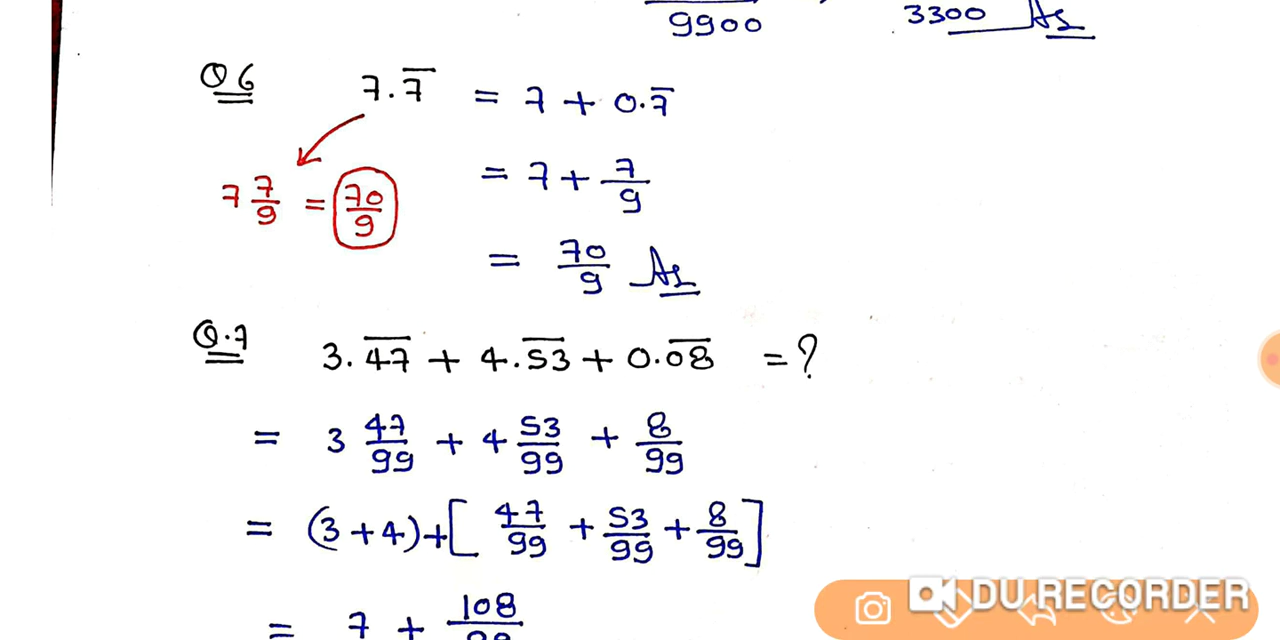 9900 3300 Ans
Q6 7.7̅ = 7 + 0.7̅
7 7/9 = 70/9 = 7 + 7/9
= 70/9 Ans
Q.7 3.4̅7̅ + 4.5̅3̅ + 0.0̅8̅ = ?
= 3 47/99 + 4 53/99 + 8/99
= (3+4)+[ 47/99 + 53/99 + 8/99 ]
DU RECORDER
= 7 + 108